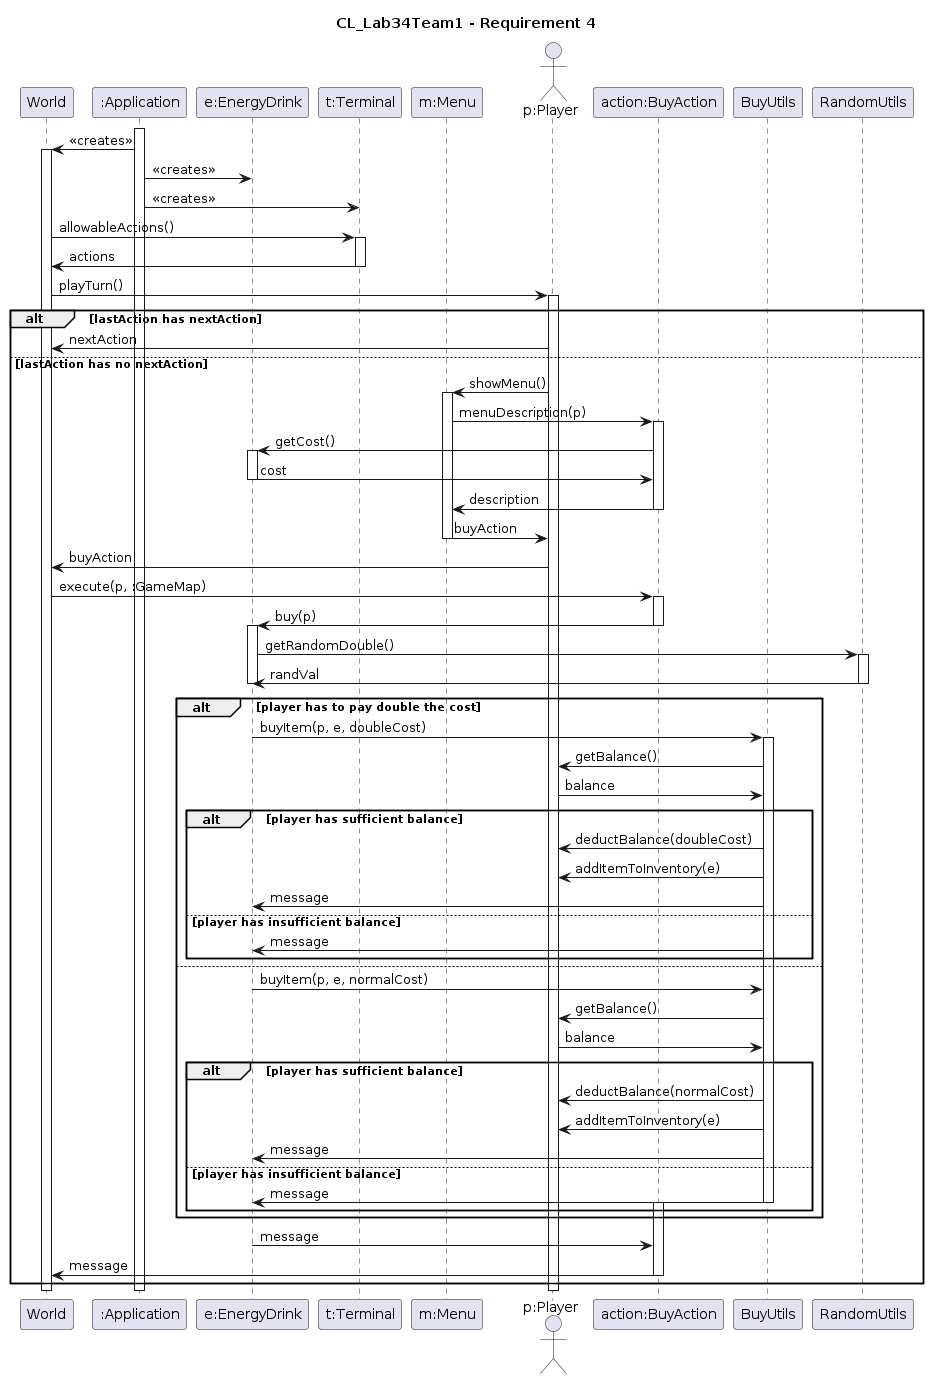 CL_Lab34Team1 - Requirement 4
World
:Application
e:EnergyDrink
t:Terminal
m:Menu
p:Player
action:BuyAction
BuyUtils
RandomUtils
«creates»
«creates»
«creates»
allowableActions()
actions
playTurn()
alt [lastAction has nextAction]
nextAction
[lastAction has no nextAction]
showMenu()
menuDescription(p)
getCost()
cost
description
buyAction
buyAction
execute(p, :GameMap)
buy(p)
getRandomDouble()
randVal
alt [player has to pay double the cost]
buyItem(p, e, doubleCost)
getBalance()
balance
alt [player has sufficient balance]
deductBalance(doubleCost)
addItemToInventory(e)
message
[player has insufficient balance]
message
buyItem(p, e, normalCost)
getBalance()
balance
alt [player has sufficient balance]
deductBalance(normalCost)
addItemToInventory(e)
message
[player has insufficient balance]
message
message
message
World
:Application
e:EnergyDrink
t:Terminal
m:Menu
p:Player
action:BuyAction
BuyUtils
RandomUtils